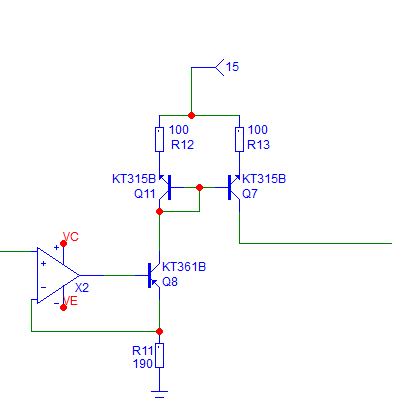 15
100 100
R12 R13
KT315B KT315B
Q11 Q7
VC
KT361B
Q8
X2
VE
R11
190